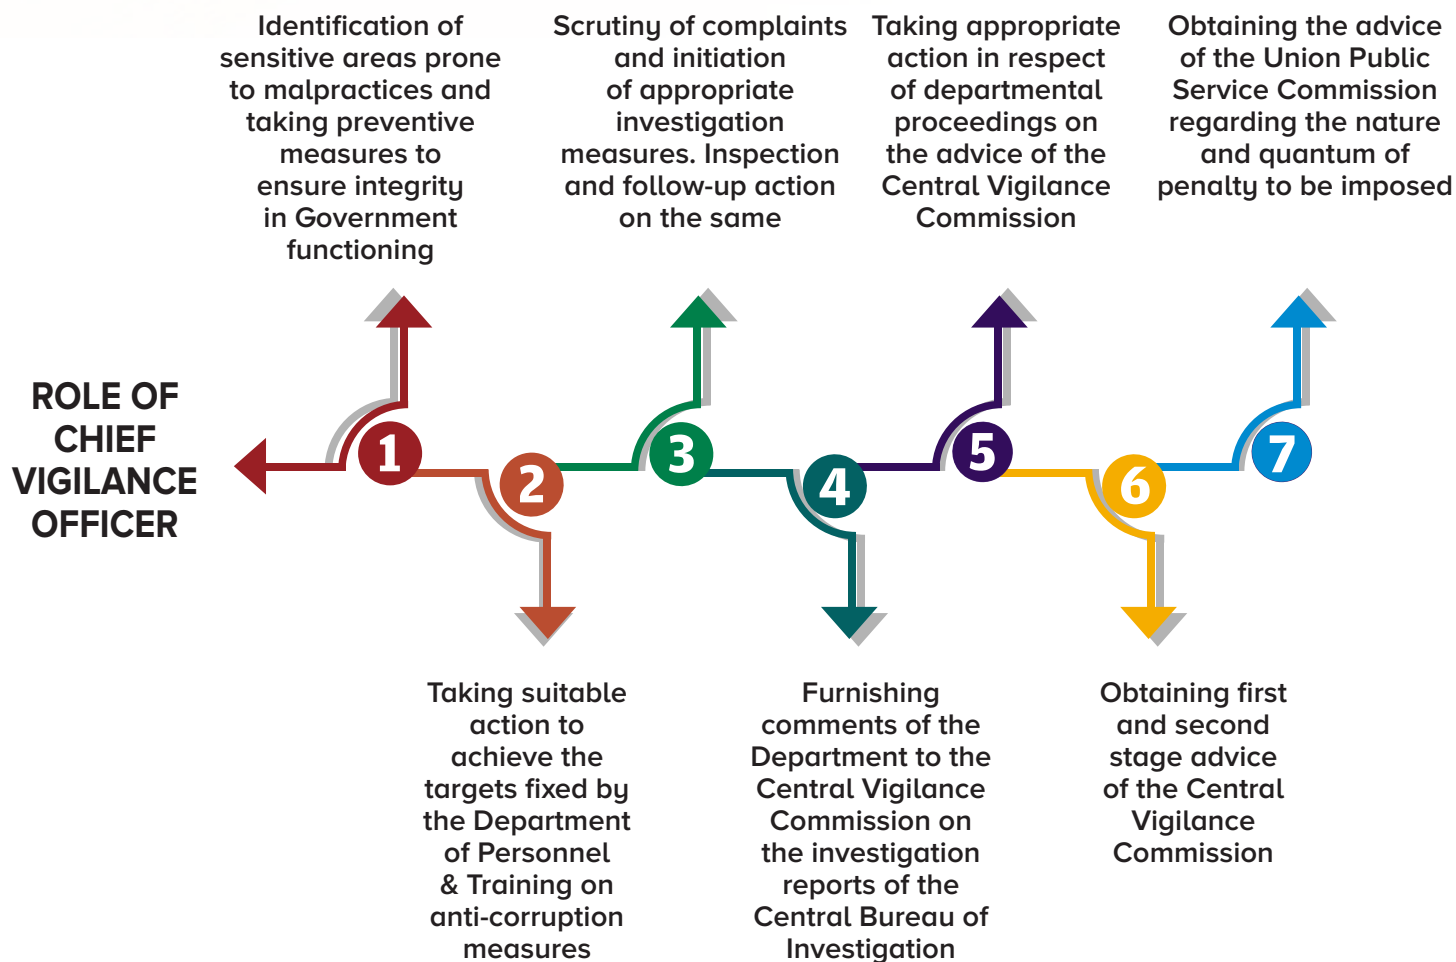 ROLE OF
CHIEF
VIGILANCE
OFFICER
1
Identification of
sensitive areas prone
to malpractices and
taking preventive
measures to
ensure integrity
in Government
functioning
2
Taking suitable
action to
achieve the
targets fixed by
the Department
of Personnel
& Training on
anti-corruption
measures
3
Scrutiny of complaints
and initiation
of appropriate
investigation
measures. Inspection
and follow-up action
on the same
4
Furnishing
comments of the
Department to the
Central Vigilance
Commission on
the investigation
reports of the
Central Bureau of
Investigation
5
Taking appropriate
action in respect
of departmental
proceedings on
the advice of the
Central Vigilance
Commission
6
Obtaining first
and second
stage advice
of the Central
Vigilance
Commission
7
Obtaining the advice
of the Union Public
Service Commission
regarding the nature
and quantum of
penalty to be imposed